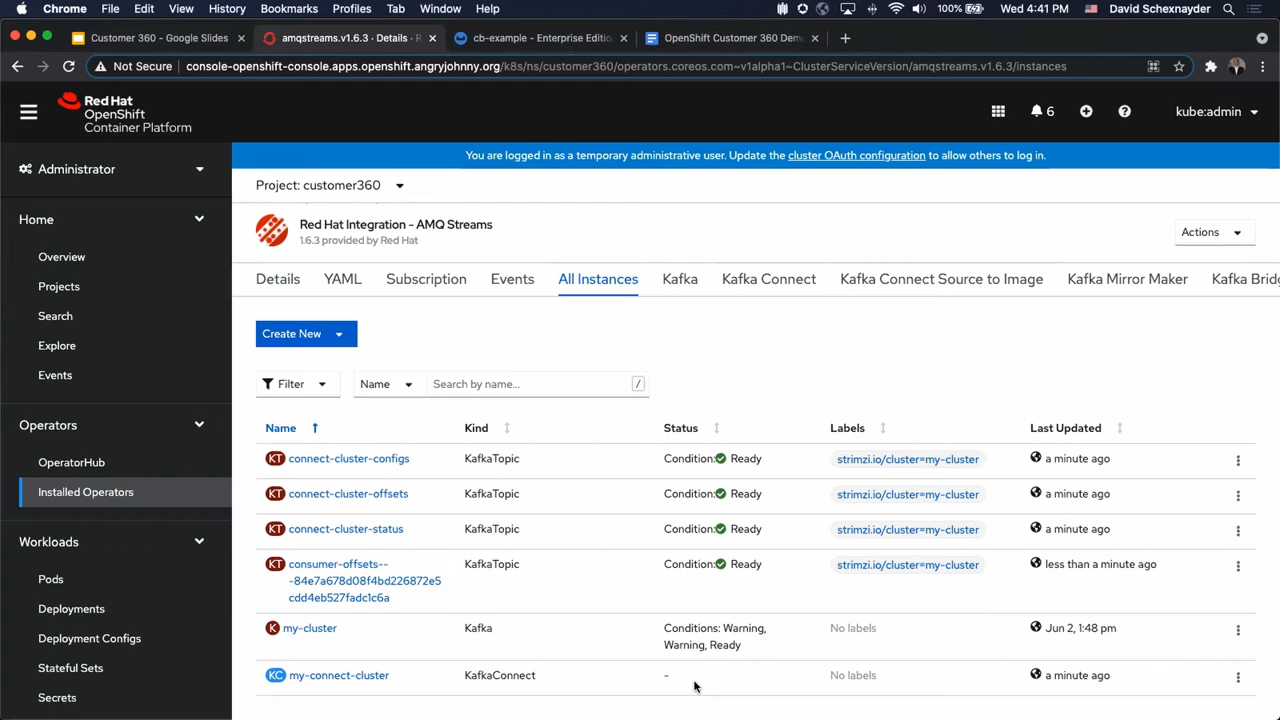 Chrome File Edit View History Bookmarks Profiles Tab Window Help 100% Wed 4:41 PM David Schexnayder
Customer 360 - Google Slides × amqstreams.v1.6.3 · Details · R × cb-example - Enterprise Editio × OpenShift Customer 360 Demo ×
Not Secure console-openshift-console.apps.openshift.angryjohnny.org/k8s/ns/customer360/operators.coreos.com~v1alpha1~ClusterServiceVersion/amqstreams.v1.6.3/instances
Red Hat
OpenShift
Container Platform
6
kube:admin
You are logged in as a temporary administrative user. Update the cluster OAuth configuration to allow others to log in.
Administrator
Home
Overview
Projects
Search
Explore
Events
Operators
OperatorHub
Installed Operators
Workloads
Pods
Deployments
Deployment Configs
Stateful Sets
Secrets
Project: customer360
Red Hat Integration - AMQ Streams
1.6.3 provided by Red Hat
Actions
Details YAML Subscription Events All Instances Kafka Kafka Connect Kafka Connect Source to Image Kafka Mirror Maker Kafka Bridg
Create New
Filter Name Search by name... /
Name Kind Status Labels Last Updated
KT connect-cluster-configs KafkaTopic Condition: Ready strimzi.io/cluster=my-cluster a minute ago
KT connect-cluster-offsets KafkaTopic Condition: Ready strimzi.io/cluster=my-cluster a minute ago
KT connect-cluster-status KafkaTopic Condition: Ready strimzi.io/cluster=my-cluster a minute ago
KT consumer-offsets-- KafkaTopic Condition: Ready strimzi.io/cluster=my-cluster less than a minute ago
-84e7a678d08f4bd226872e5
cdd4eb527fadc1c6a
K my-cluster Kafka Conditions: Warning, No labels Jun 2, 1:48 pm
Warning, Ready
KC my-connect-cluster KafkaConnect - No labels a minute ago